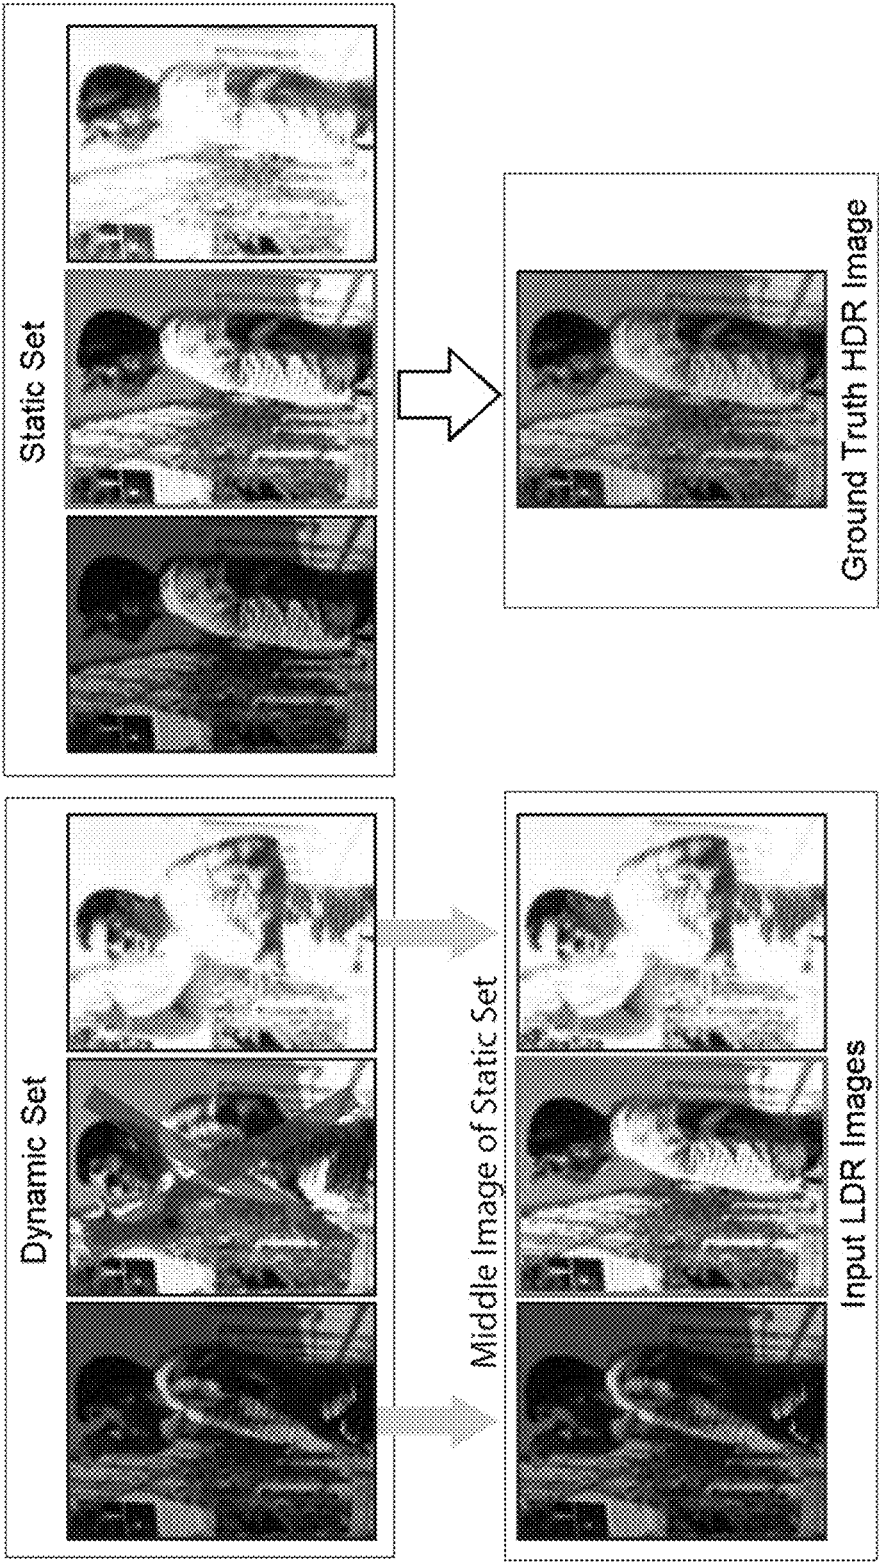 Dynamic Set
Static Set
Middle Image of Static Set
Input LDR Images
Ground Truth HDR Image